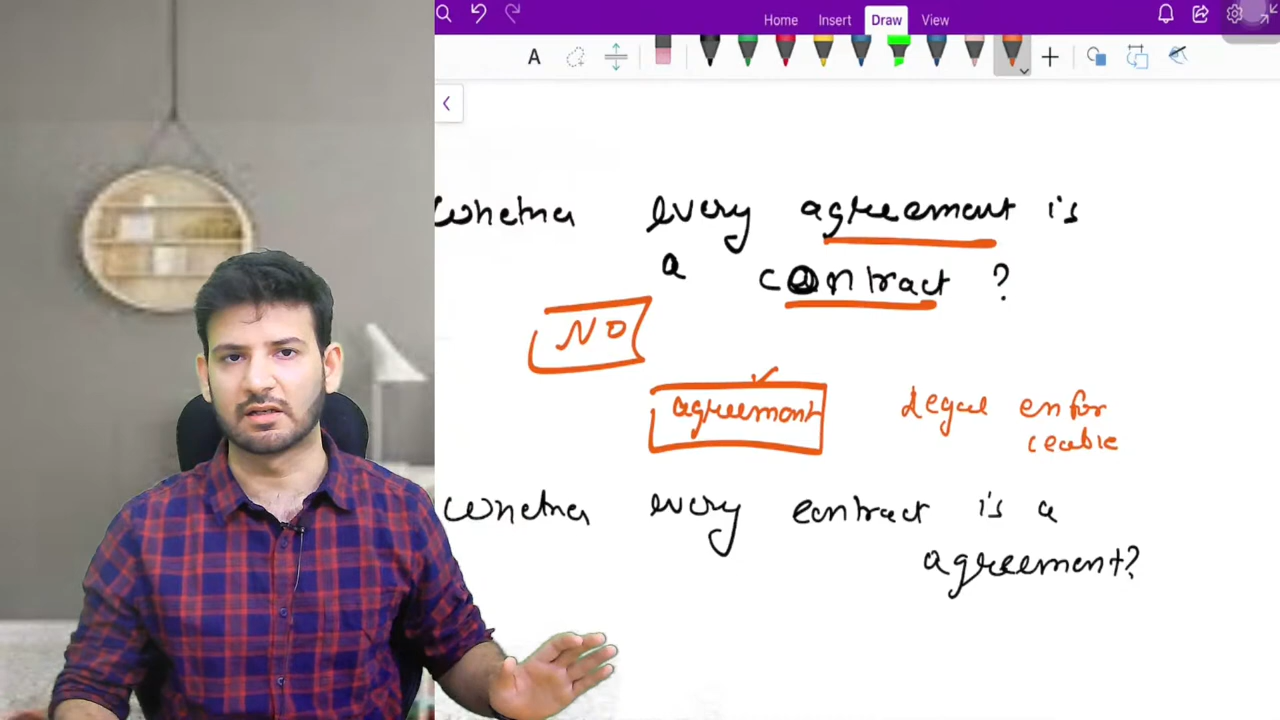 Home Insert Draw View
A
Whether every agreement is
a contract ?
NO
agreement
Legal enfor
ceable
Whether every contract is a
agreement?